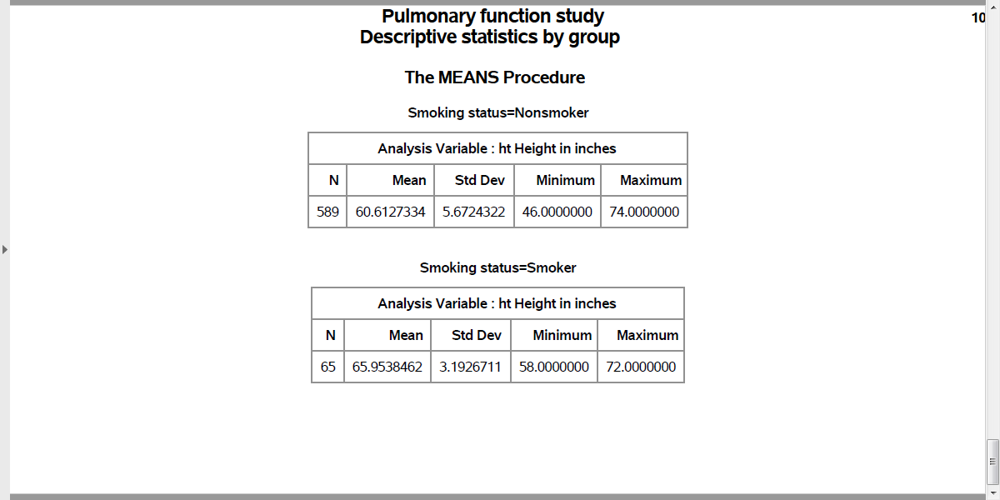 Pulmonary function study
10
Descriptive statistics by group
The MEANS Procedure
Smoking status=Nonsmoker
Analysis Variable : ht Height in inches
N Mean Std Dev Minimum Maximum
589 60.6127334 5.6724322 46.0000000 74.0000000
Smoking status=Smoker
Analysis Variable : ht Height in inches
N Mean Std Dev Minimum Maximum
65 65.9538462 3.1926711 58.0000000 72.0000000